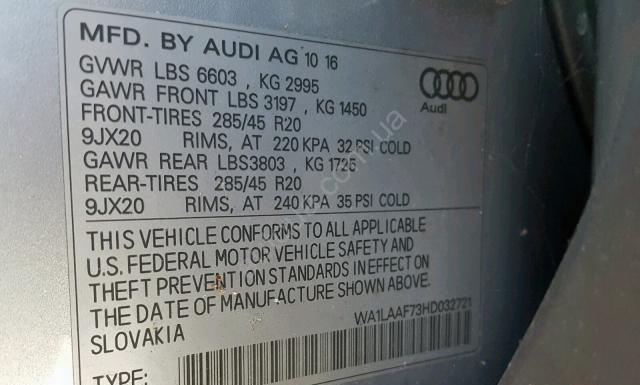 MFD. BY AUDI AG 10 16
GVWR LBS 6603 , KG 2995
GAWR FRONT LBS 3197 , KG 1450
FRONT-TIRES 285/45 R20
9JX20 RIMS, AT 220 KPA 32 PSI COLD
GAWR REAR LBS3803 , KG 1725
REAR-TIRES 285/45 R20
9JX20 RIMS, AT 240 KPA 35 PSI COLD
Audi
THIS VEHICLE CONFORMS TO ALL APPLICABLE
U.S. FEDERAL MOTOR VEHICLE SAFETY AND
THEFT PREVENTION STANDARDS IN EFFECT ON
THE DATE OF MANUFACTURE SHOWN ABOVE.
SLOVAKIA
WA1LAAF73HD032721
TYPE: